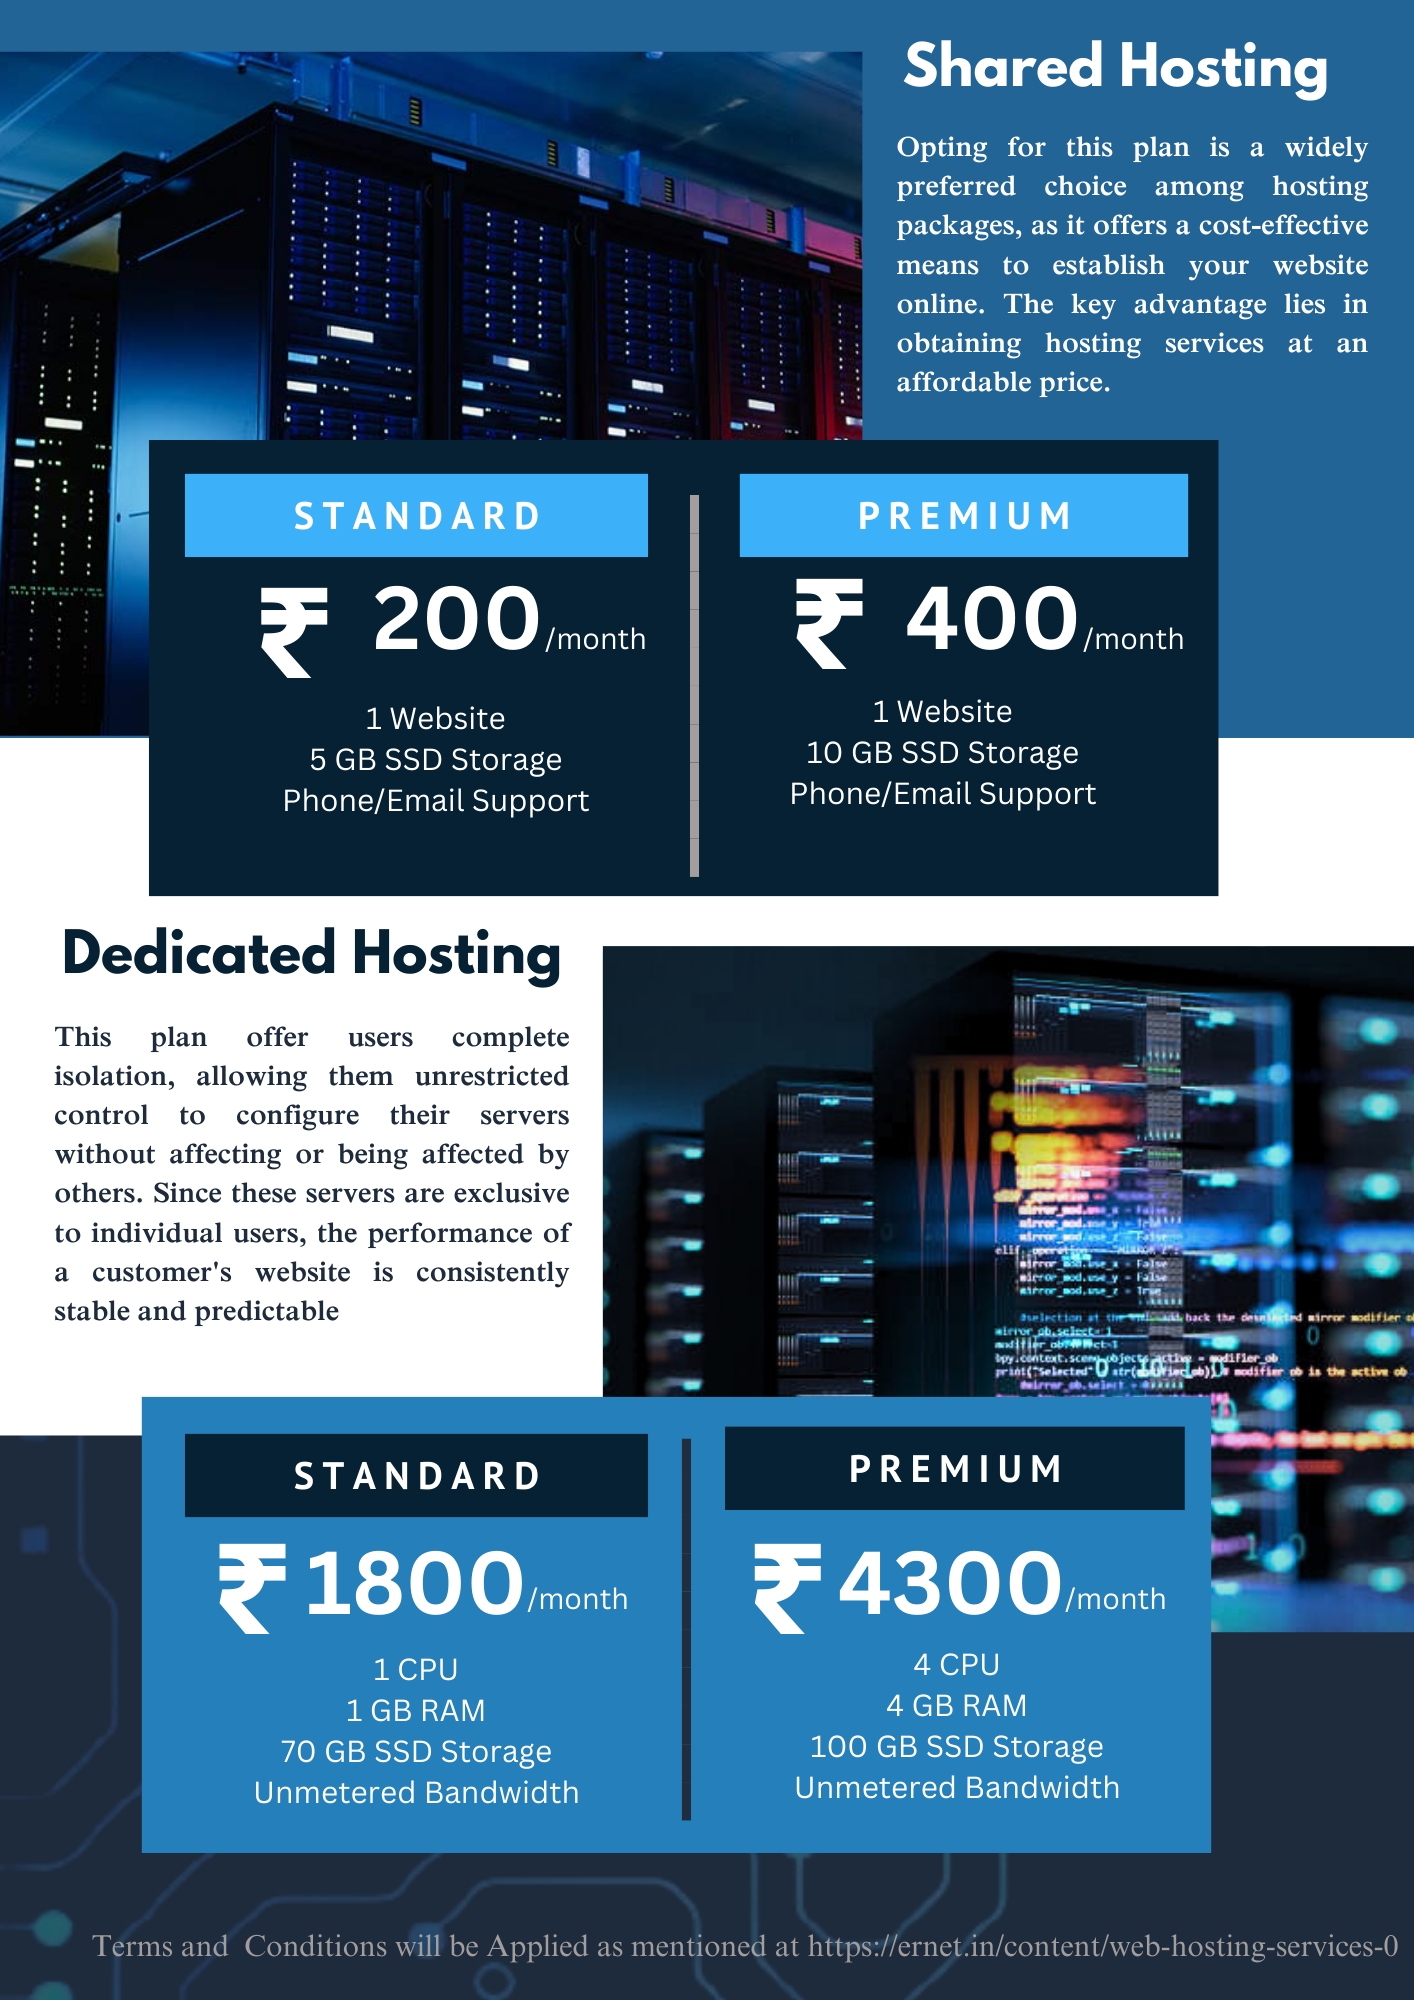 Shared Hosting
Opting for this plan is a widely
preferred choice among hosting
packages, as it offers a cost-effective
means to establish your website
online. The key advantage lies in
obtaining hosting services at an
affordable price.
STANDARD
₹ 200/month
1 Website
5 GB SSD Storage
Phone/Email Support
PREMIUM
₹ 400/month
1 Website
10 GB SSD Storage
Phone/Email Support
Dedicated Hosting
This plan offer users complete
isolation, allowing them unrestricted
control to configure their servers
without affecting or being affected by
others. Since these servers are exclusive
to individual users, the performance of
a customer's website is consistently
stable and predictable
mirror_mod.use_y = False
mirror_mod.use_z = True
STANDARD
₹ 1800/month
1 CPU
1 GB RAM
70 GB SSD Storage
Unmetered Bandwidth
PREMIUM
₹ 4300/month
4 CPU
4 GB RAM
100 GB SSD Storage
Unmetered Bandwidth
Terms and Conditions will be Applied as mentioned at https://ernet.in/content/web-hosting-services-0